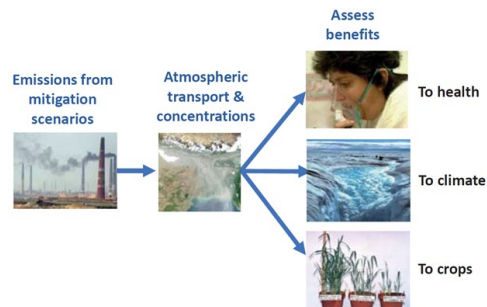 Emissions from
mitigation
scenarios
Atmospheric
transport &
concentrations
Assess
benefits
To health
To climate
To crops